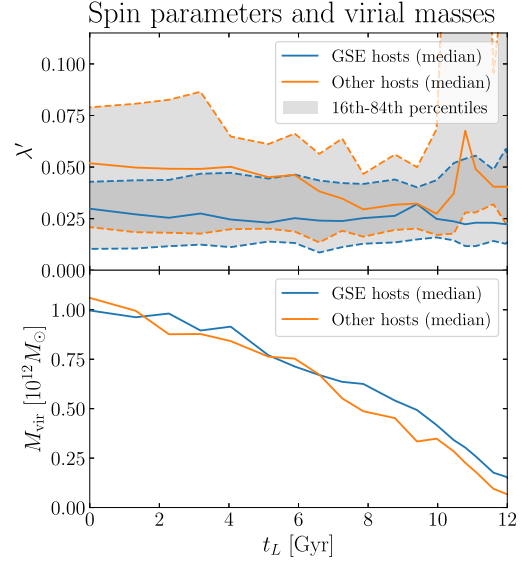 Spin parameters and virial masses
GSE hosts (median)
Other hosts (median)
16th-84th percentiles
0.100
0.075
0.050
0.025
0.000
λ′
GSE hosts (median)
Other hosts (median)
1.00
0.75
0.50
0.25
0.00
M_vir [10^12 M_⊙]
0 2 4 6 8 10 12
t_L [Gyr]